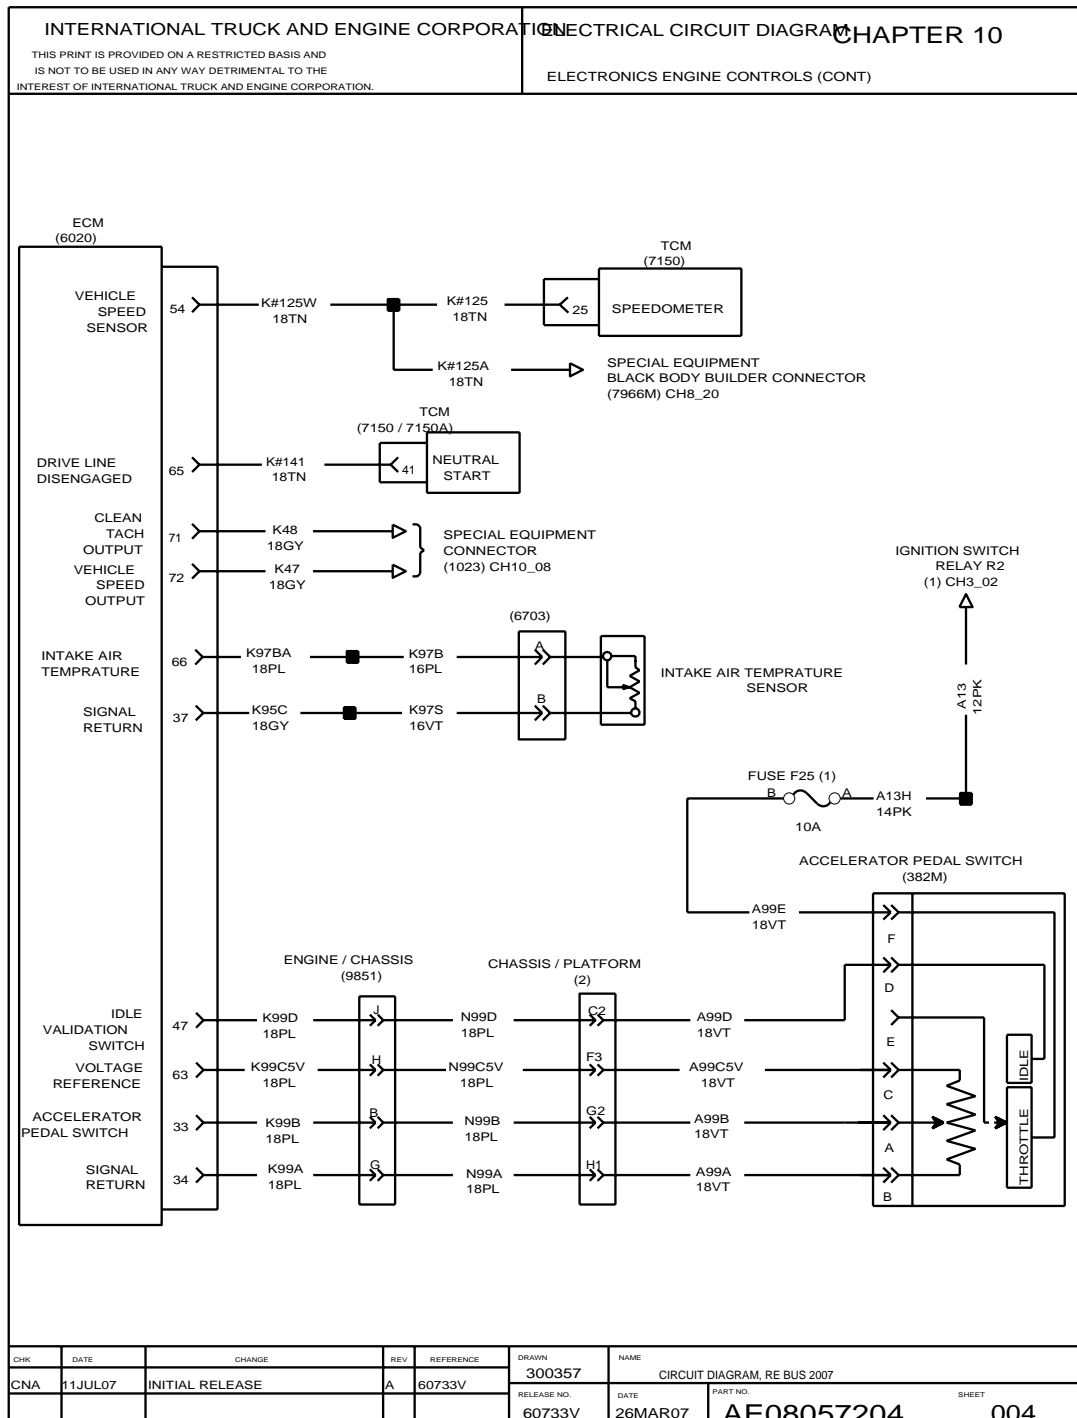 INTERNATIONAL TRUCK AND ENGINE CORPORATION
THIS PRINT IS PROVIDED ON A RESTRICTED BASIS AND
IS NOT TO BE USED IN ANY WAY DETRIMENTAL TO THE
INTEREST OF INTERNATIONAL TRUCK AND ENGINE CORPORATION.
ELECTRICAL CIRCUIT DIAGRAM
CHAPTER 10
ELECTRONICS ENGINE CONTROLS (CONT)
ECM
(6020)
VEHICLE
SPEED
SENSOR
54
K#125W
18TN
K#125
18TN
TCM
(7150)
25
SPEEDOMETER
K#125A
18TN
SPECIAL EQUIPMENT
BLACK BODY BUILDER CONNECTOR
(7966M) CH8_20
TCM
(7150 / 7150A)
DRIVE LINE
DISENGAGED
65
K#141
18TN
41
NEUTRAL
START
CLEAN
TACH
OUTPUT
71
K48
18GY
VEHICLE
SPEED
OUTPUT
72
K47
18GY
SPECIAL EQUIPMENT
CONNECTOR
(1023) CH10_08
IGNITION SWITCH
RELAY R2
(1) CH3_02
A13
12PK
(6703)
INTAKE AIR
TEMPRATURE
66
K97BA
18PL
K97B
16PL
A
INTAKE AIR TEMPRATURE
SENSOR
SIGNAL
RETURN
37
K95C
18GY
K97S
16VT
B
FUSE F25 (1)
B
A
10A
A13H
14PK
ACCELERATOR PEDAL SWITCH
(382M)
A99E
18VT
F
D
E
C
A
B
IDLE
THROTTLE
ENGINE / CHASSIS
(9851)
CHASSIS / PLATFORM
(2)
IDLE
VALIDATION
SWITCH
47
K99D
18PL
J
N99D
18PL
C2
A99D
18VT
VOLTAGE
REFERENCE
63
K99C5V
18PL
H
N99C5V
18PL
F3
A99C5V
18VT
ACCELERATOR
PEDAL SWITCH
33
K99B
18PL
B
N99B
18PL
G2
A99B
18VT
SIGNAL
RETURN
34
K99A
18PL
G
N99A
18PL
H1
A99A
18VT
CHK DATE CHANGE REV REFERENCE
CNA 11JUL07 INITIAL RELEASE A 60733V
DRAWN
300357
NAME
CIRCUIT DIAGRAM, RE BUS 2007
RELEASE NO.
60733V
DATE
26MAR07
PART NO.
AE08057204
SHEET
004